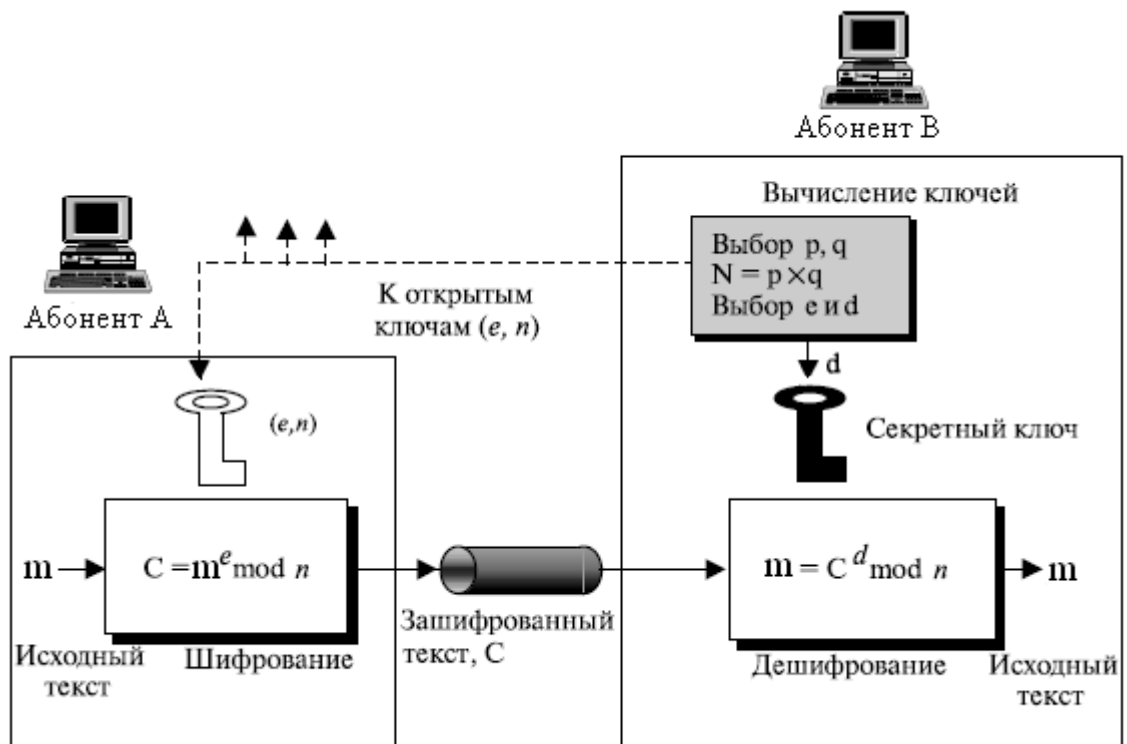 Абонент В
Абонент А
Вычисление ключей
Выбор p, q
N = p × q
Выбор e и d
К открытым
ключам (e, n)
d
(e,n)
Секретный ключ
m
C = m^e mod n
Зашифрованный
текст, С
m = C^d mod n
m
Исходный
текст
Шифрование
Дешифрование
Исходный
текст